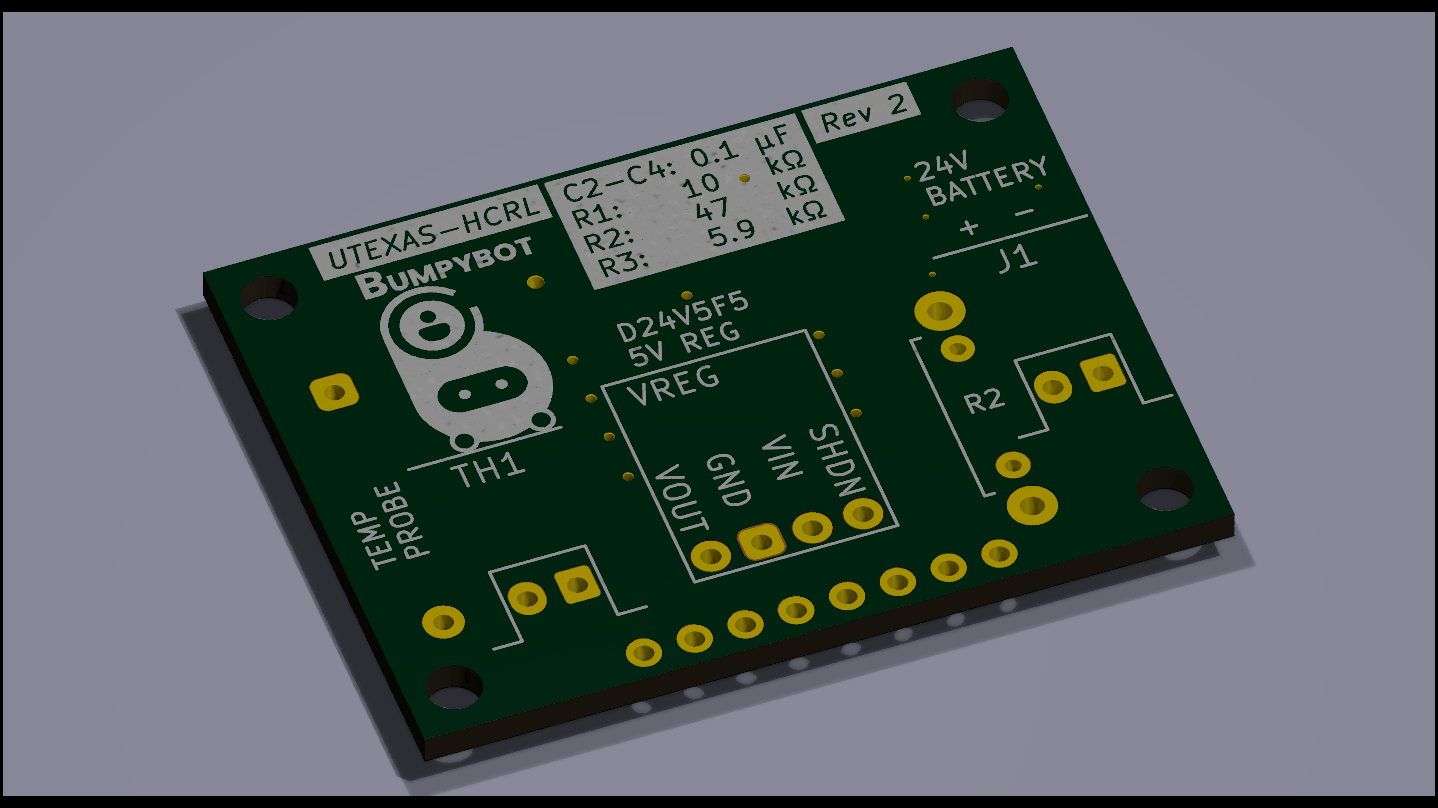 UTEXAS-HCRL
BUMPYBOT
C2-C4: 0.1 µF
R1: 10 kΩ
R2: 47 kΩ
R3: 5.9 kΩ
Rev 2
24V
BATTERY
+ -
J1
D24V5F5
5V REG
VREG
VOUT
GND
VIN
SHDN
R2
TH1
TEMP
PROBE